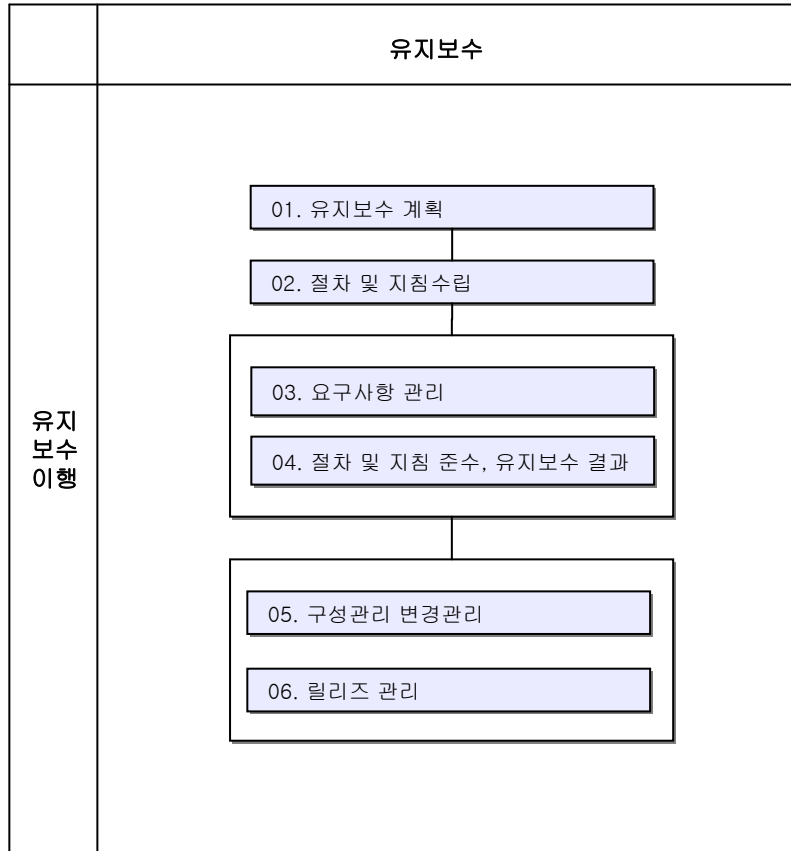 유지보수
01. 유지보수 계획
02. 절차 및 지침수립
유지
보수
이행
03. 요구사항 관리
04. 절차 및 지침 준수, 유지보수 결과
05. 구성관리 변경관리
06. 릴리즈 관리